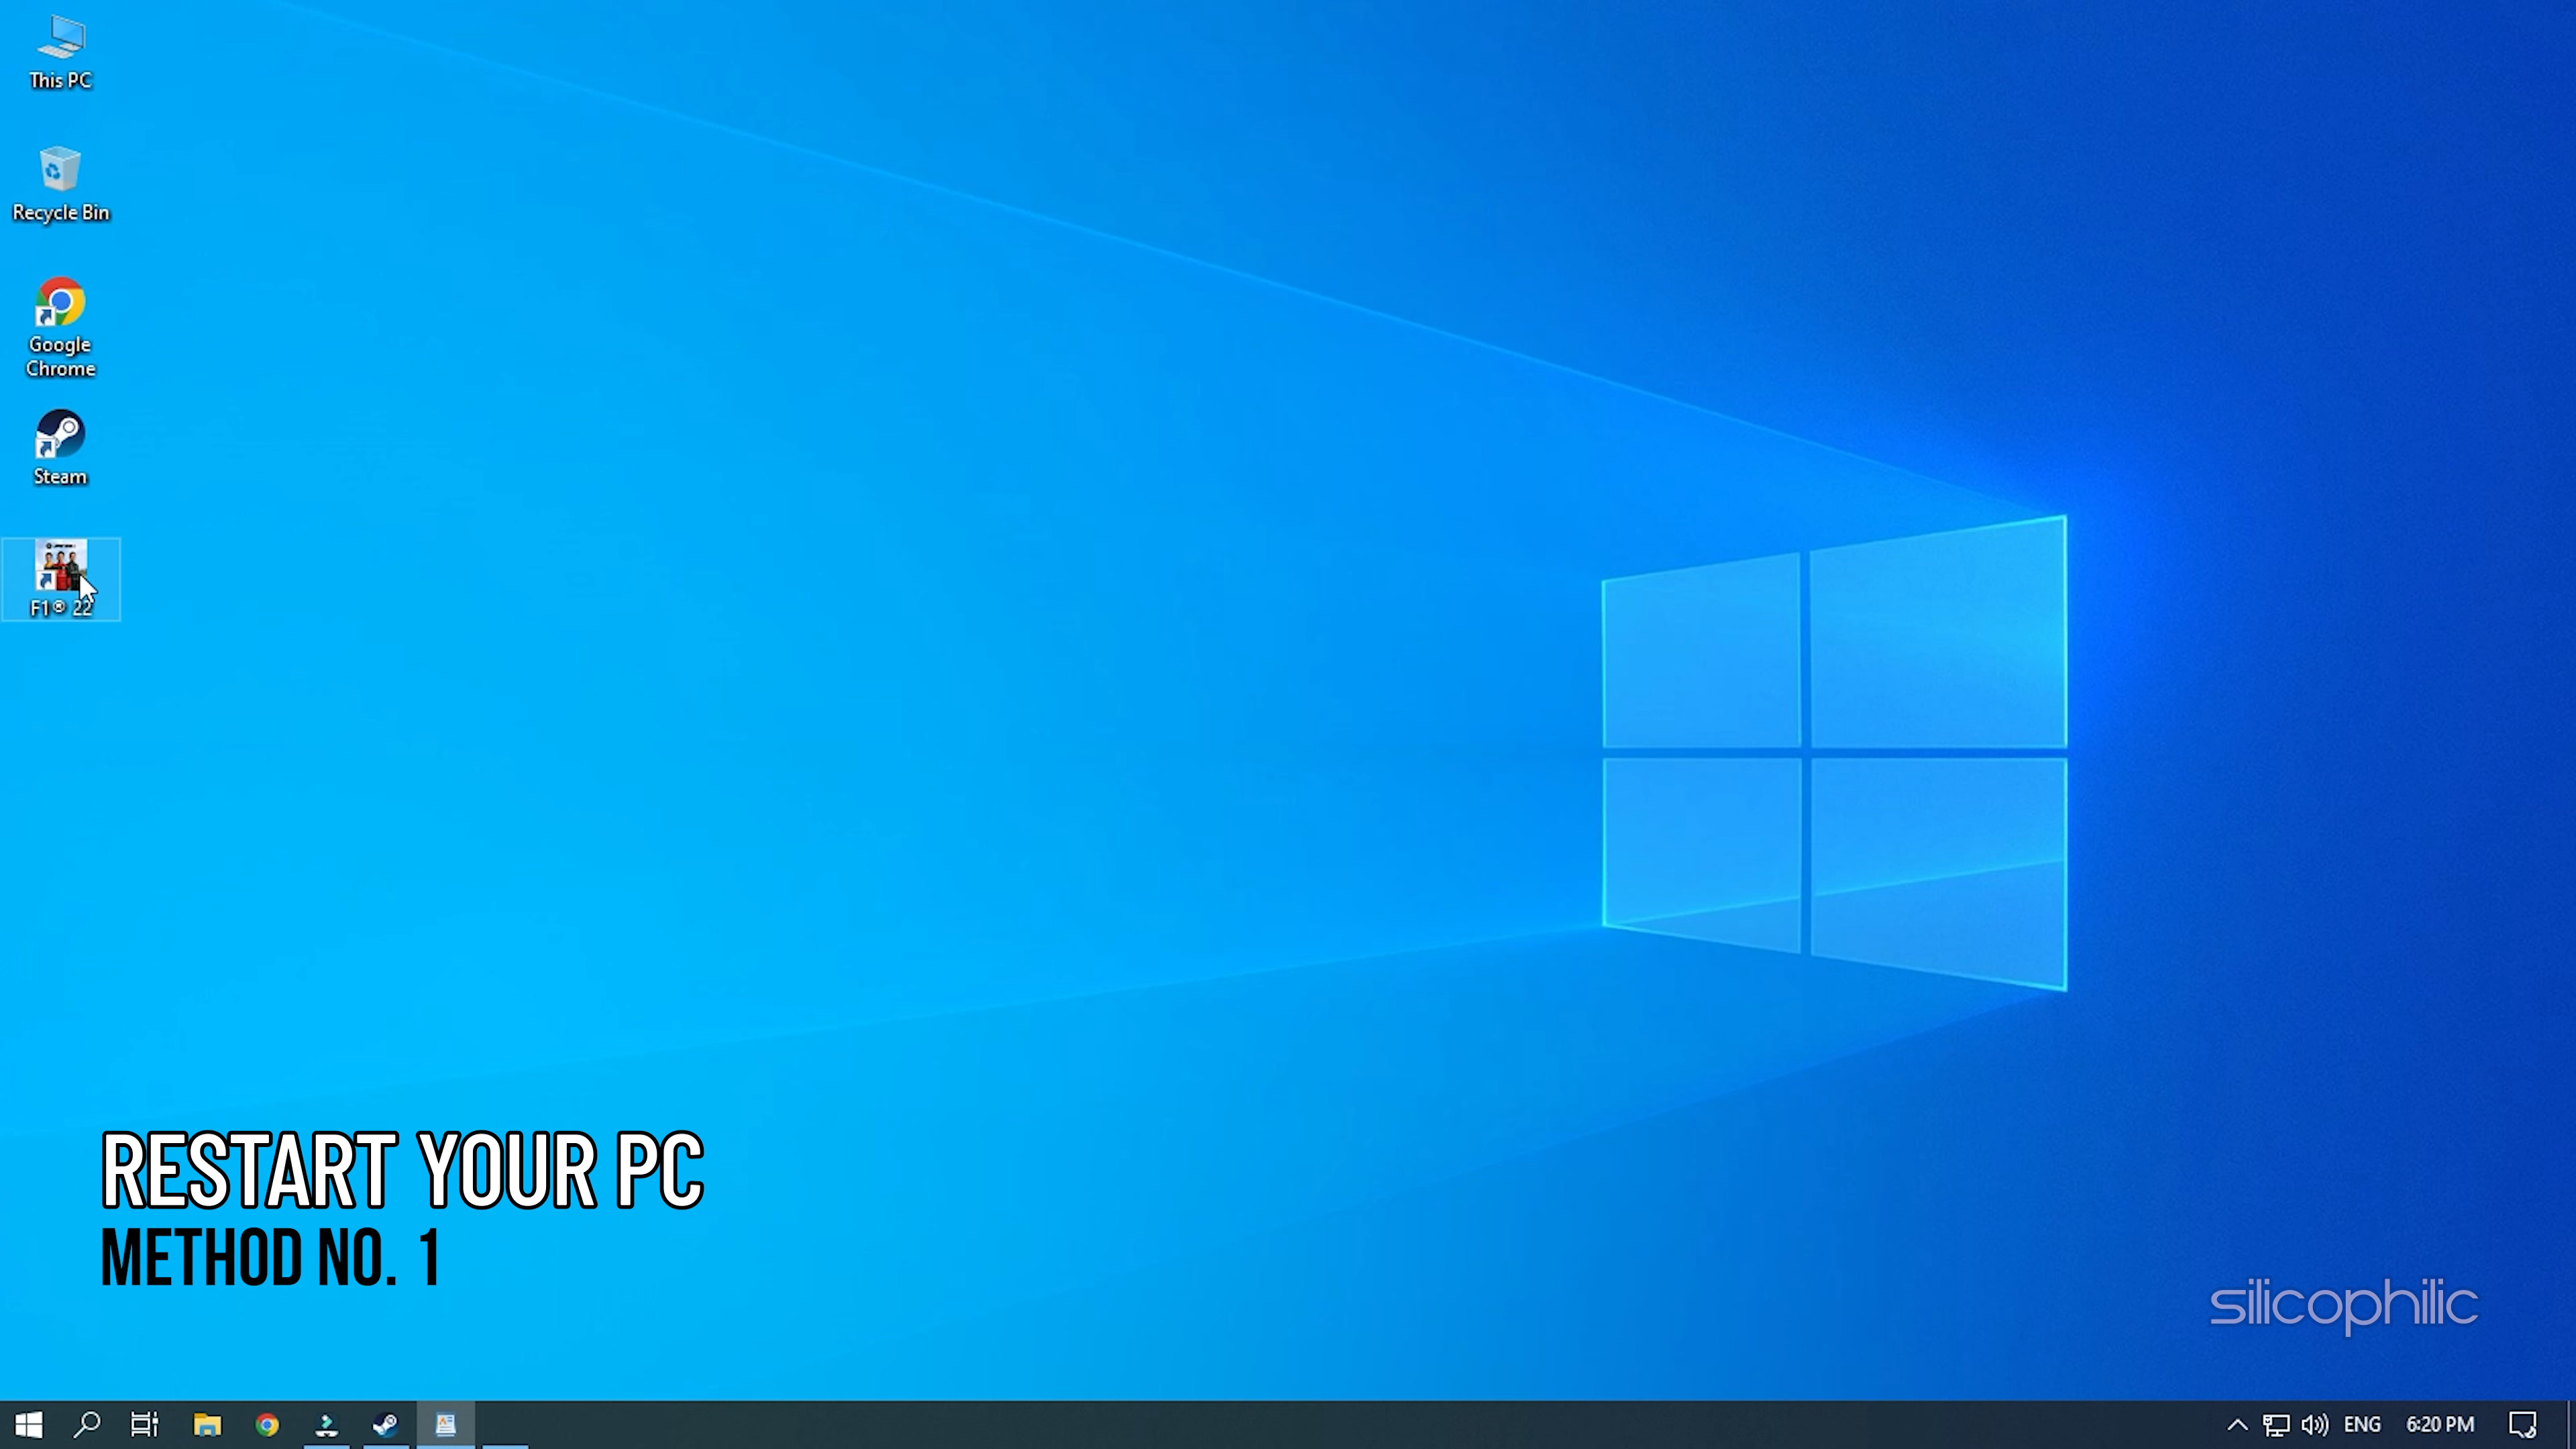 This PC
Recycle Bin
Google
Chrome
Steam
F1® 22
RESTART YOUR PC
METHOD NO. 1
silicophilic
ENG
6:20 PM